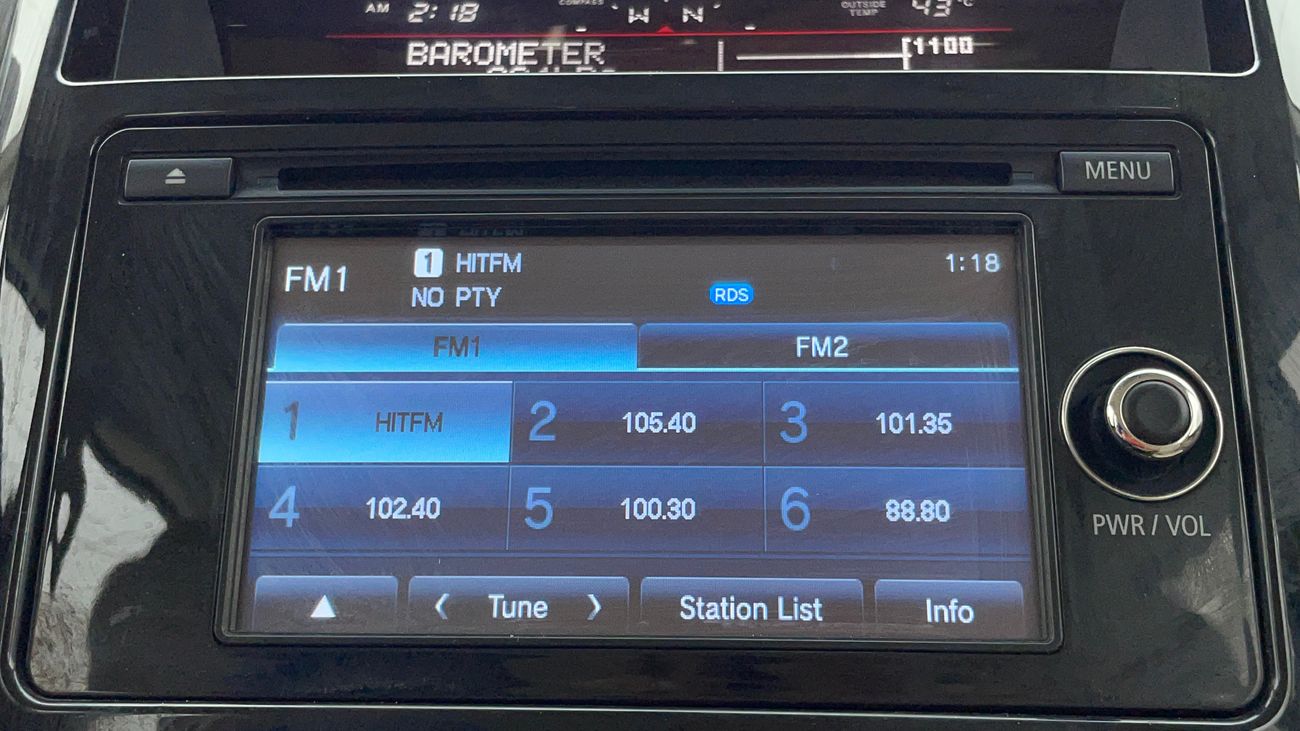 AM 2:18 COMPASS W N OUTSIDE TEMP 43°C
BAROMETER 1100
MENU
FM1 1 HITFM 1:18
NO PTY RDS
FM1 FM2
1 HITFM 2 105.40 3 101.35
4 102.40 5 100.30 6 88.80
PWR / VOL
Tune Station List Info